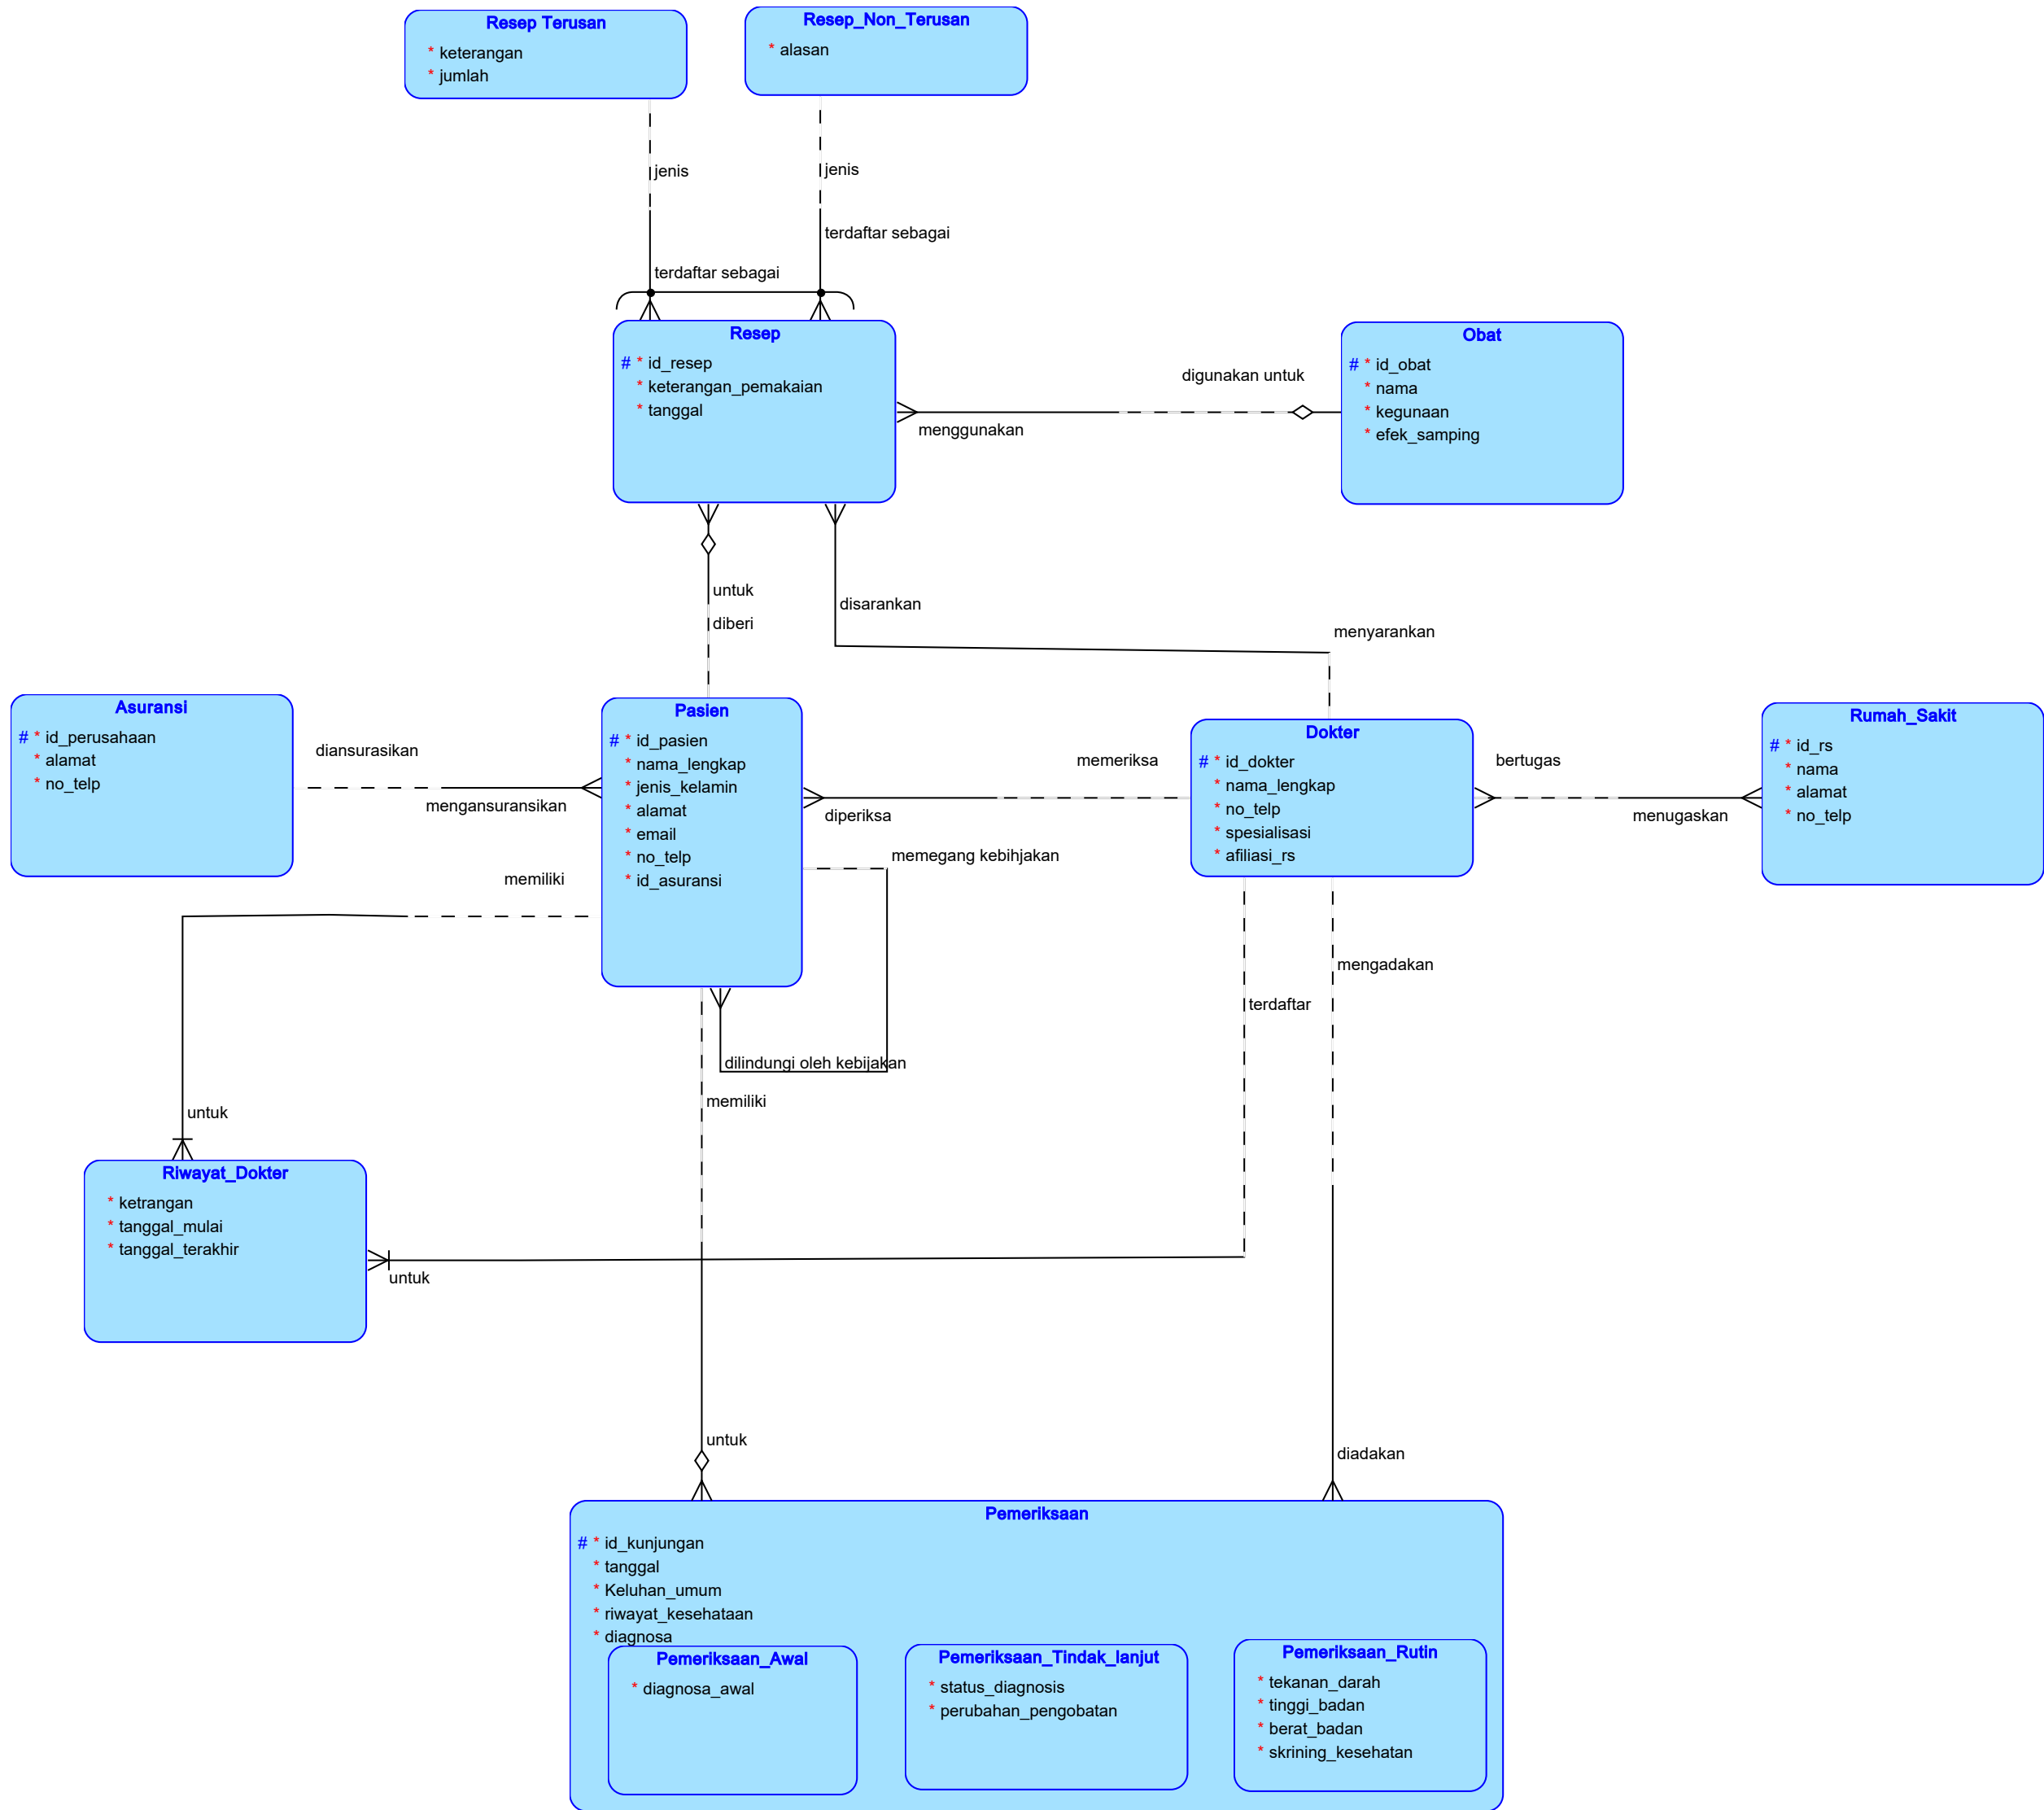 Resep Terusan
* keterangan
* jumlah
Resep_Non_Terusan
* alasan
jenis
jenis
terdaftar sebagai
terdaftar sebagai
Resep
# * id_resep
* keterangan_pemakaian
* tanggal
digunakan untuk
menggunakan
Obat
# * id_obat
* nama
* kegunaan
* efek_samping
untuk
diberi
disarankan
menyarankan
Asuransi
# * id_perusahaan
* alamat
* no_telp
diansurasikan
mengansuransikan
Pasien
# * id_pasien
* nama_lengkap
* jenis_kelamin
* alamat
* email
* no_telp
* id_asuransi
memeriksa
diperiksa
Dokter
# * id_dokter
* nama_lengkap
* no_telp
* spesialisasi
* afiliasi_rs
bertugas
menugaskan
Rumah_Sakit
# * id_rs
* nama
* alamat
* no_telp
memegang kebihjakan
memiliki
mengadakan
terdaftar
dilindungi oleh kebijakan
memiliki
untuk
Riwayat_Dokter
* ketrangan
* tanggal_mulai
* tanggal_terakhir
untuk
untuk
diadakan
Pemeriksaan
# * id_kunjungan
* tanggal
* Keluhan_umum
* riwayat_kesehataan
* diagnosa
Pemeriksaan_Awal
* diagnosa_awal
Pemeriksaan_Tindak_lanjut
* status_diagnosis
* perubahan_pengobatan
Pemeriksaan_Rutin
* tekanan_darah
* tinggi_badan
* berat_badan
* skrining_kesehatan